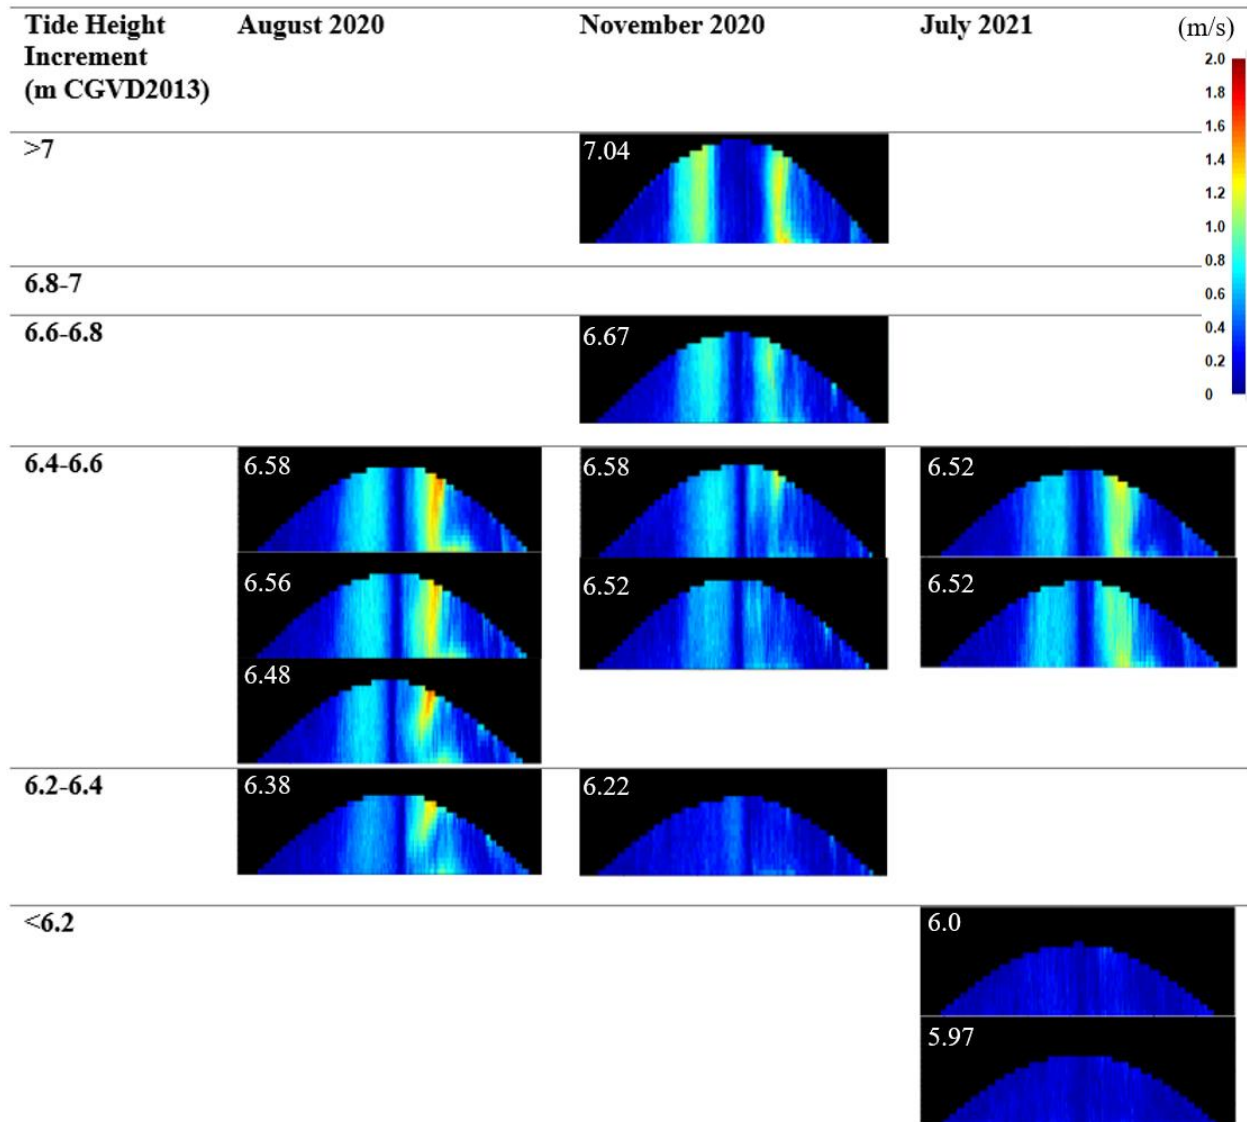 Tide Height August 2020 November 2020 July 2021 (m/s)
Increment
(m CGVD2013)
2.0
1.8
1.6
1.4
1.2
1.0
0.8
0.6
0.4
0.2
0
>7 7.04
6.8-7
6.6-6.8 6.67
6.4-6.6 6.58 6.58 6.52
6.56 6.52 6.52
6.48
6.2-6.4 6.38 6.22
<6.2 6.0
5.97